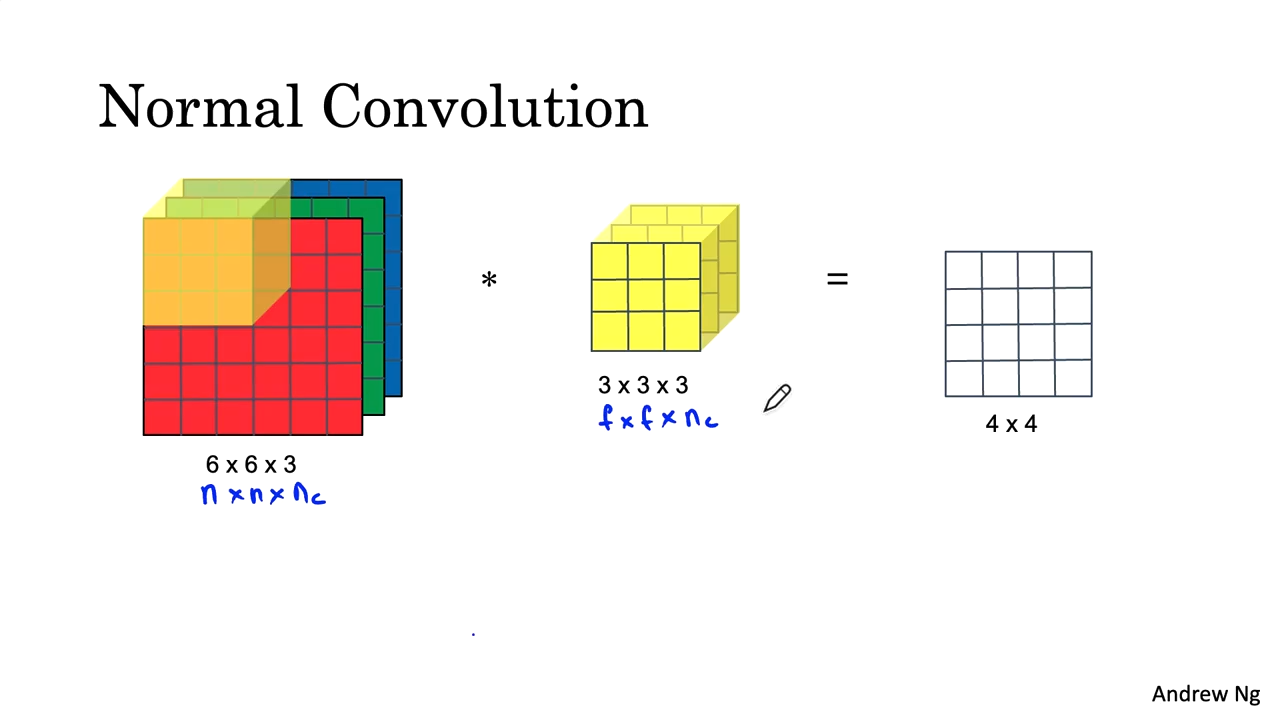 Normal Convolution
* =
3 x 3 x 3
f x f x nc
4 x 4
6 x 6 x 3
n x n x nc
Andrew Ng